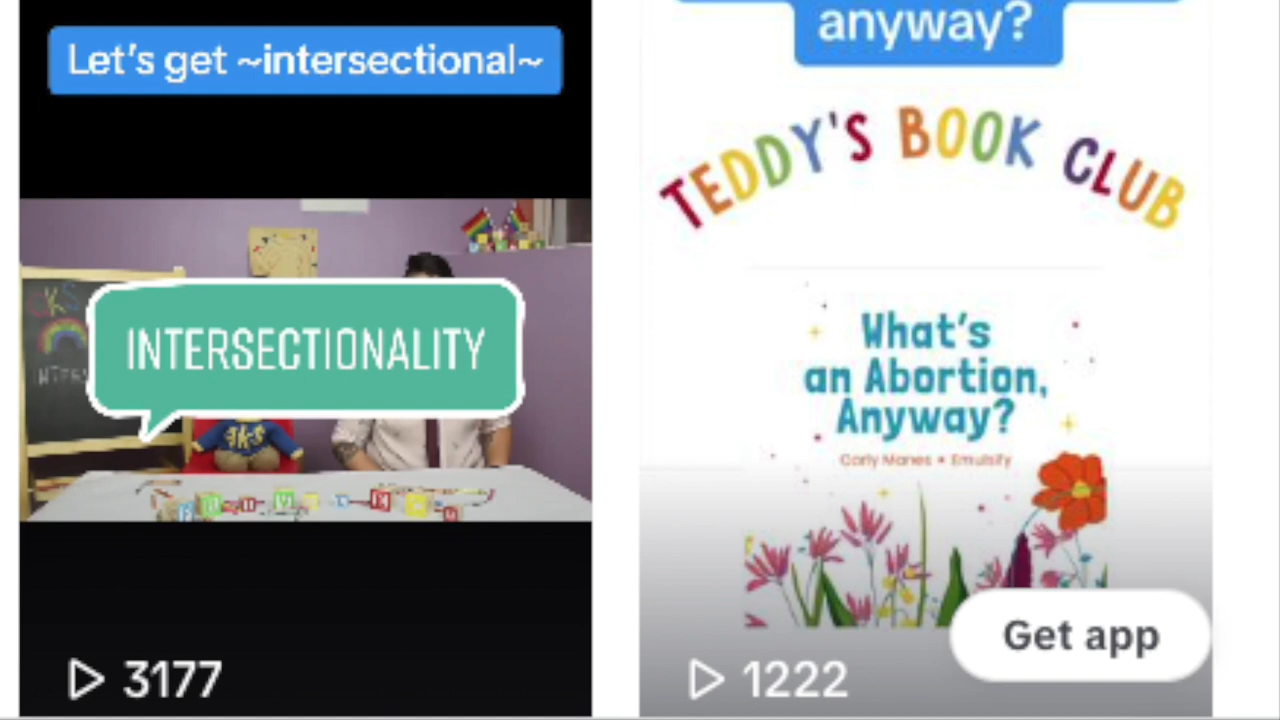 Let's get ~intersectional~
INTERSECTIONALITY
3177
anyway?
TEDDY'S BOOK CLUB
What's
an Abortion,
Anyway?
Carly Manes • Emulsify
Get app
1222